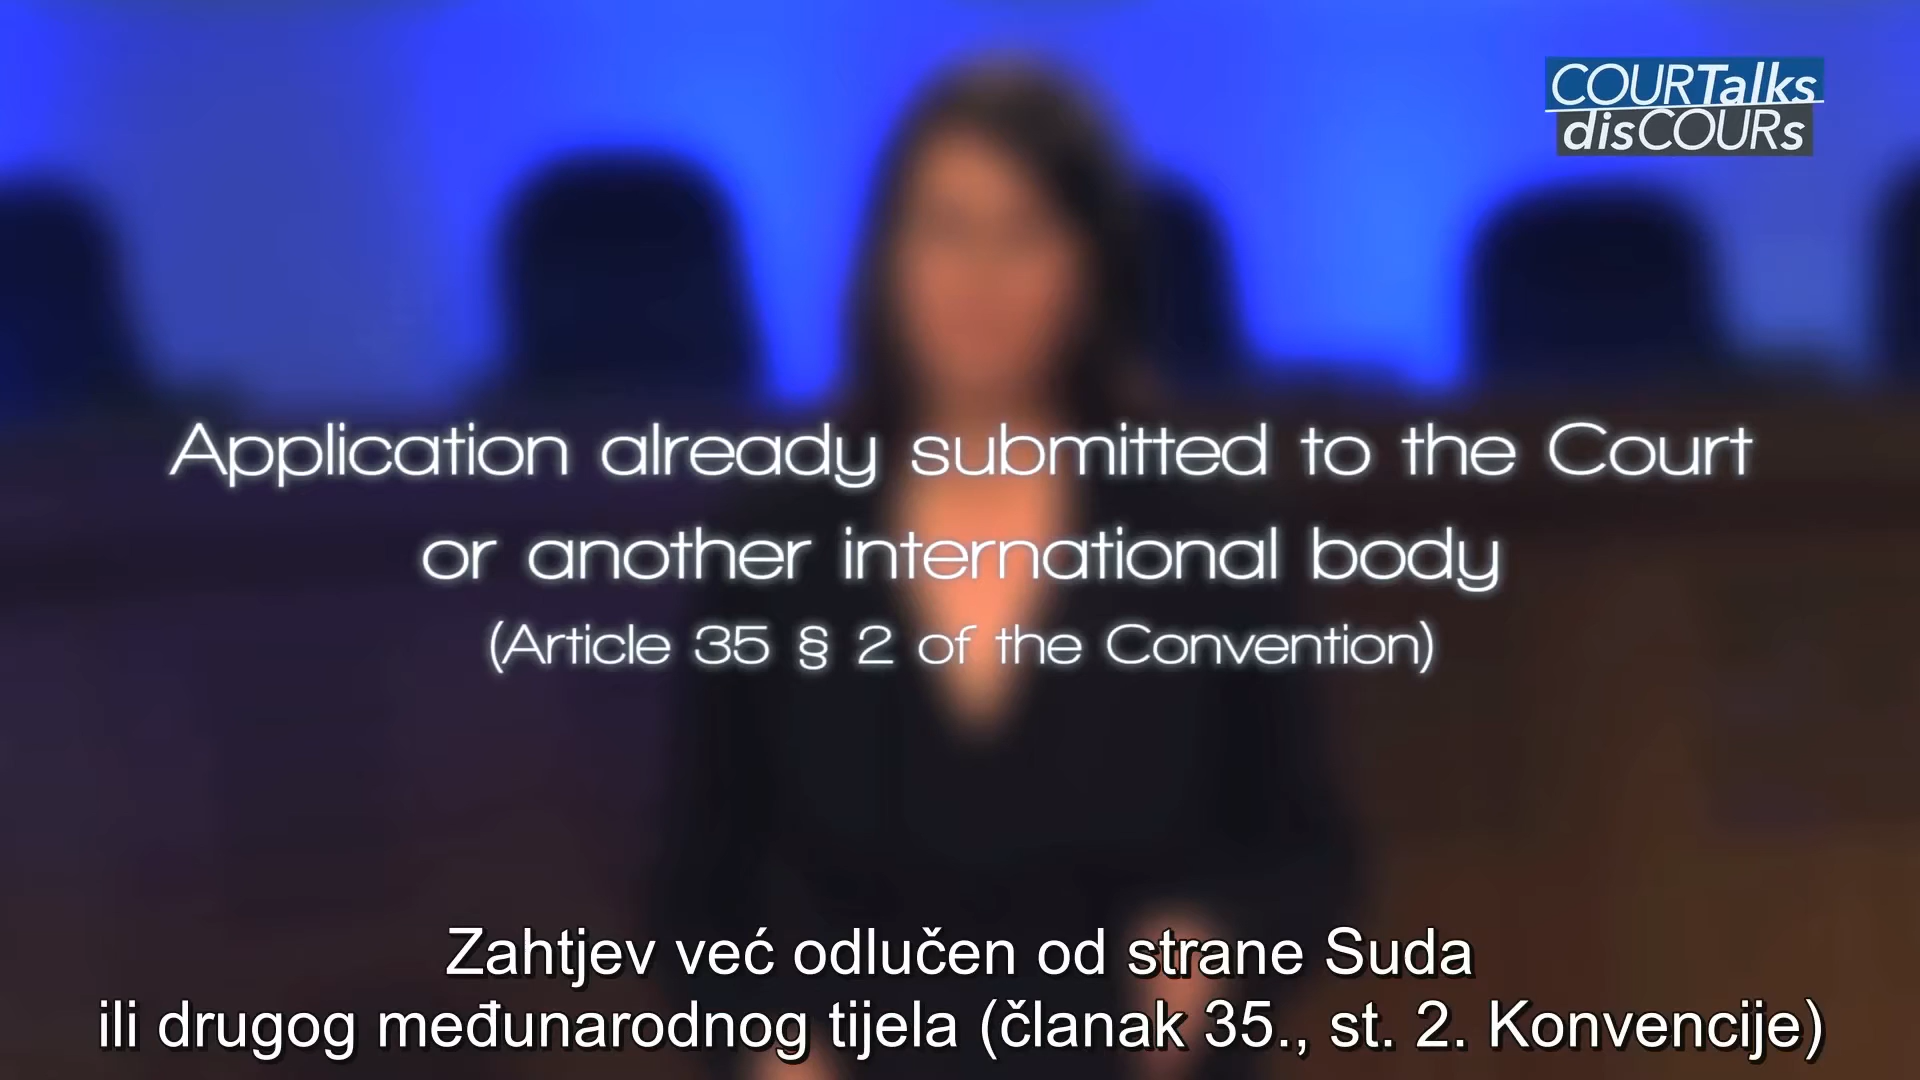 COURTalks
disCOURs
Application already submitted to the Court
or another international body
(Article 35 § 2 of the Convention)
Zahtjev već odlučen od strane Suda
ili drugog međunarodnog tijela (članak 35., st. 2. Konvencije)